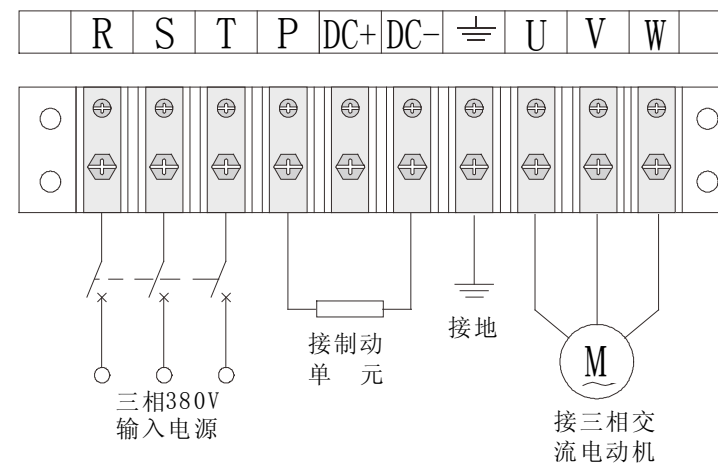 R S T P DC+ DC- U V W
接地
接制动
单 元
M
三相380V
输入电源
接三相交
流电动机